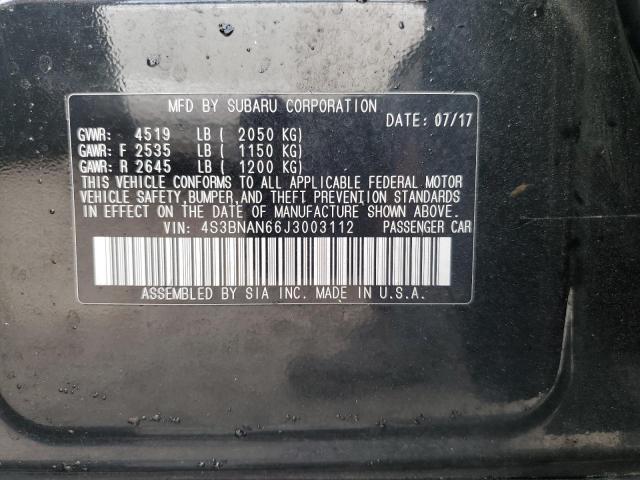 MFD BY SUBARU CORPORATION
DATE: 07/17
GVWR: 4519 LB ( 2050 KG)
GAWR: F 2535 LB ( 1150 KG)
GAWR: R 2645 LB ( 1200 KG)
THIS VEHICLE CONFORMS TO ALL APPLICABLE FEDERAL MOTOR
VEHICLE SAFETY,BUMPER,AND THEFT PREVENTION STANDARDS
IN EFFECT ON THE DATE OF MANUFACTURE SHOWN ABOVE.
VIN: 4S3BNAN66J3003112 PASSENGER CAR
ASSEMBLED BY SIA INC. MADE IN U.S.A.